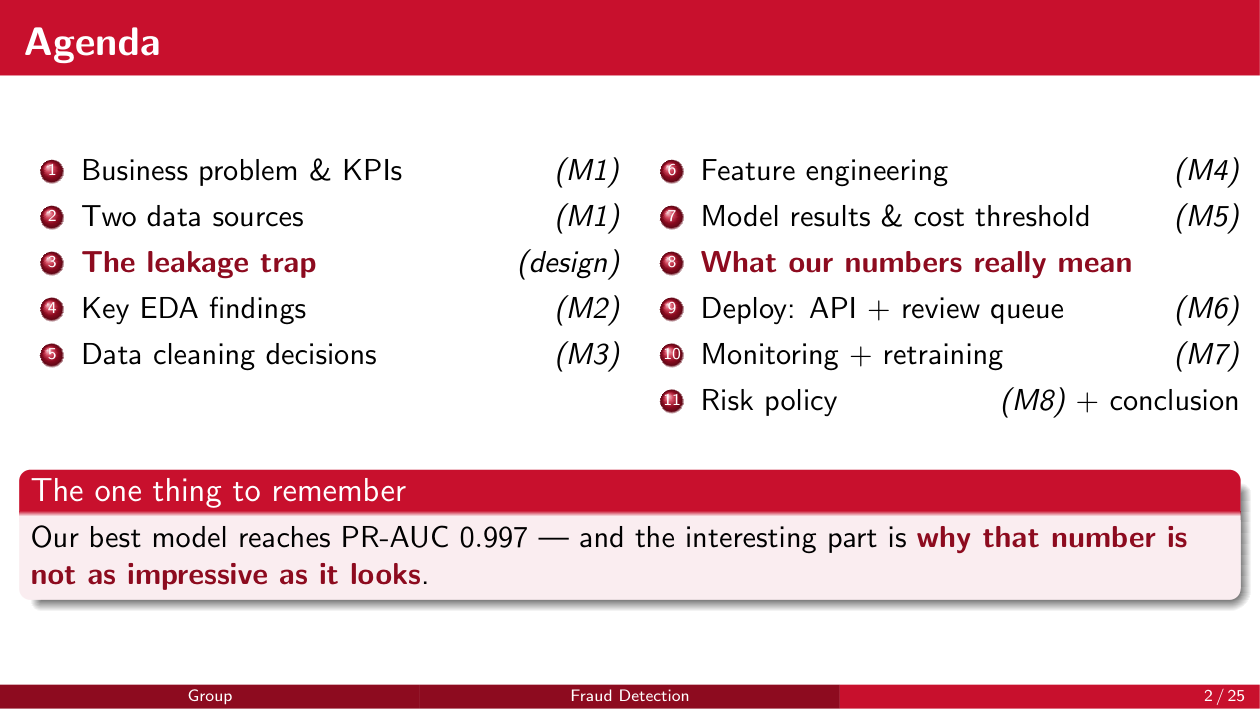 Agenda
1 Business problem & KPIs (M1)
2 Two data sources (M1)
3 The leakage trap (design)
4 Key EDA findings (M2)
5 Data cleaning decisions (M3)
6 Feature engineering (M4)
7 Model results & cost threshold (M5)
8 What our numbers really mean
9 Deploy: API + review queue (M6)
10 Monitoring + retraining (M7)
11 Risk policy (M8) + conclusion
The one thing to remember
Our best model reaches PR-AUC 0.997 — and the interesting part is why that number is
not as impressive as it looks.
Group Fraud Detection 2 / 25